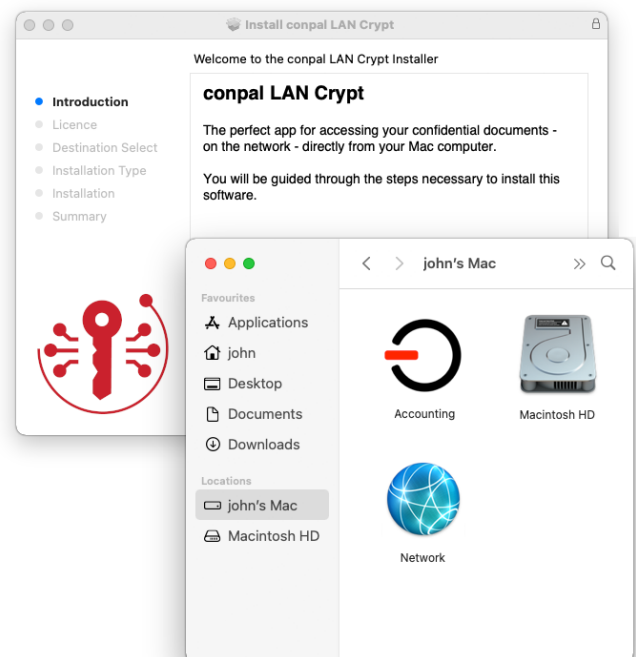 Install conpal LAN Crypt
Welcome to the conpal LAN Crypt Installer
Introduction
Licence
Destination Select
Installation Type
Installation
Summary
conpal LAN Crypt
The perfect app for accessing your confidential documents -
on the network - directly from your Mac computer.
You will be guided through the steps necessary to install this
software.
john's Mac
Favourites
Applications
john
Desktop
Documents
Downloads
Locations
john's Mac
Macintosh HD
Accounting
Macintosh HD
Network